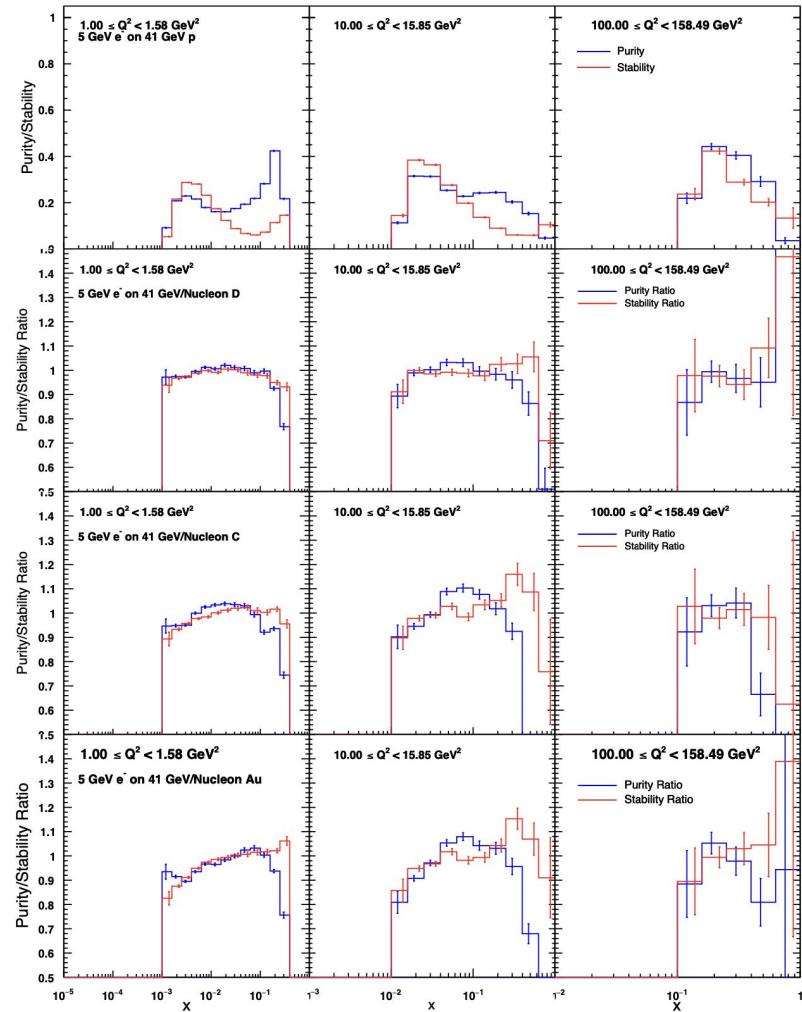 1.00 ≤ Q² < 1.58 GeV²
5 GeV e⁻ on 41 GeV p
10.00 ≤ Q² < 15.85 GeV²
100.00 ≤ Q² < 158.49 GeV²
Purity
Stability
Purity/Stability
1
0.8
0.6
0.4
0.2
1.00 ≤ Q² < 1.58 GeV²
5 GeV e⁻ on 41 GeV/Nucleon D
10.00 ≤ Q² < 15.85 GeV²
100.00 ≤ Q² < 158.49 GeV²
Purity Ratio
Stability Ratio
Purity/Stability Ratio
1.4
1.3
1.2
1.1
1
0.9
0.8
0.7
0.6
1.00 ≤ Q² < 1.58 GeV²
5 GeV e⁻ on 41 GeV/Nucleon C
10.00 ≤ Q² < 15.85 GeV²
100.00 ≤ Q² < 158.49 GeV²
Purity Ratio
Stability Ratio
Purity/Stability Ratio
1.4
1.3
1.2
1.1
1
0.9
0.8
0.7
0.6
1.00 ≤ Q² < 1.58 GeV²
5 GeV e⁻ on 41 GeV/Nucleon Au
10.00 ≤ Q² < 15.85 GeV²
100.00 ≤ Q² < 158.49 GeV²
Purity Ratio
Stability Ratio
Purity/Stability Ratio
1.4
1.3
1.2
1.1
1
0.9
0.8
0.7
0.6
0.5
10⁻⁵ 10⁻⁴ 10⁻³ 10⁻² 10⁻¹
10⁻² 10⁻¹
10⁻¹ 1
x x x